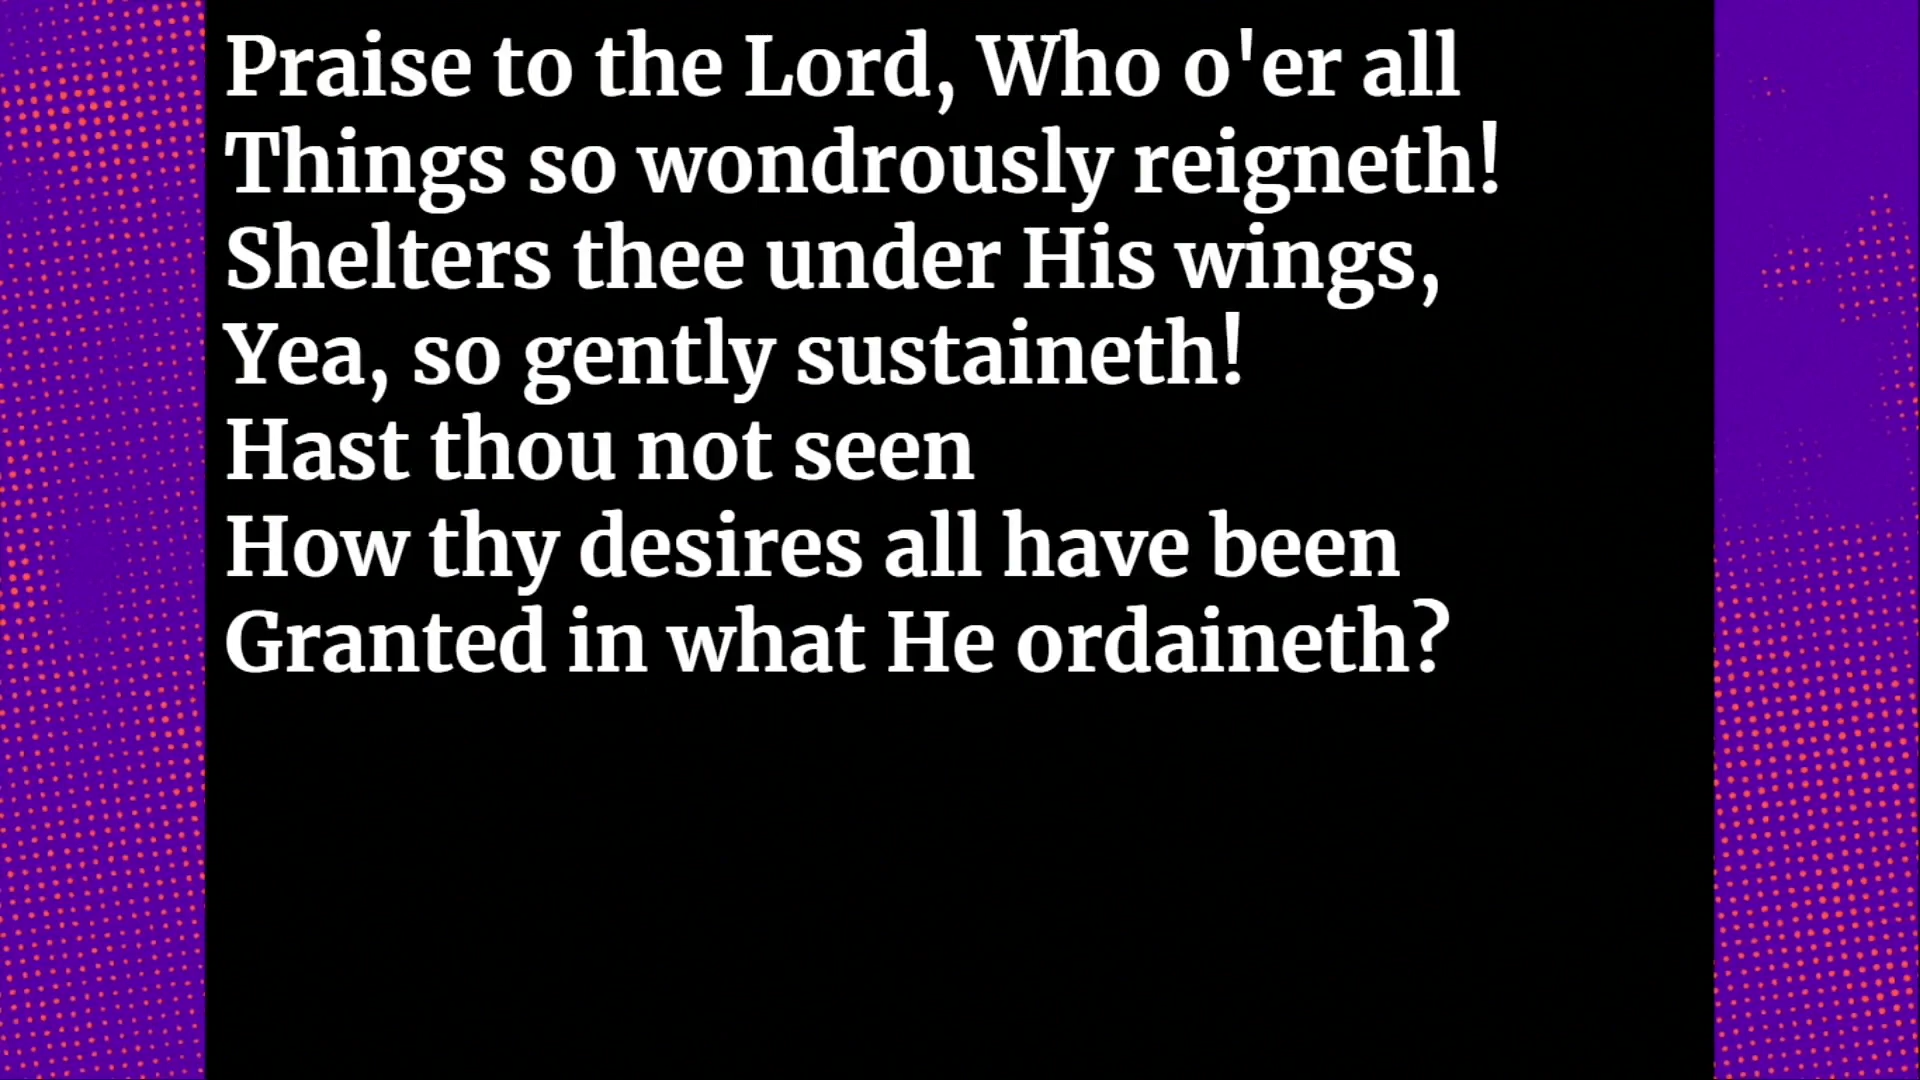 Praise to the Lord, Who o'er all
Things so wondrously reigneth!
Shelters thee under His wings,
Yea, so gently sustaineth!
Hast thou not seen
How thy desires all have been
Granted in what He ordaineth?